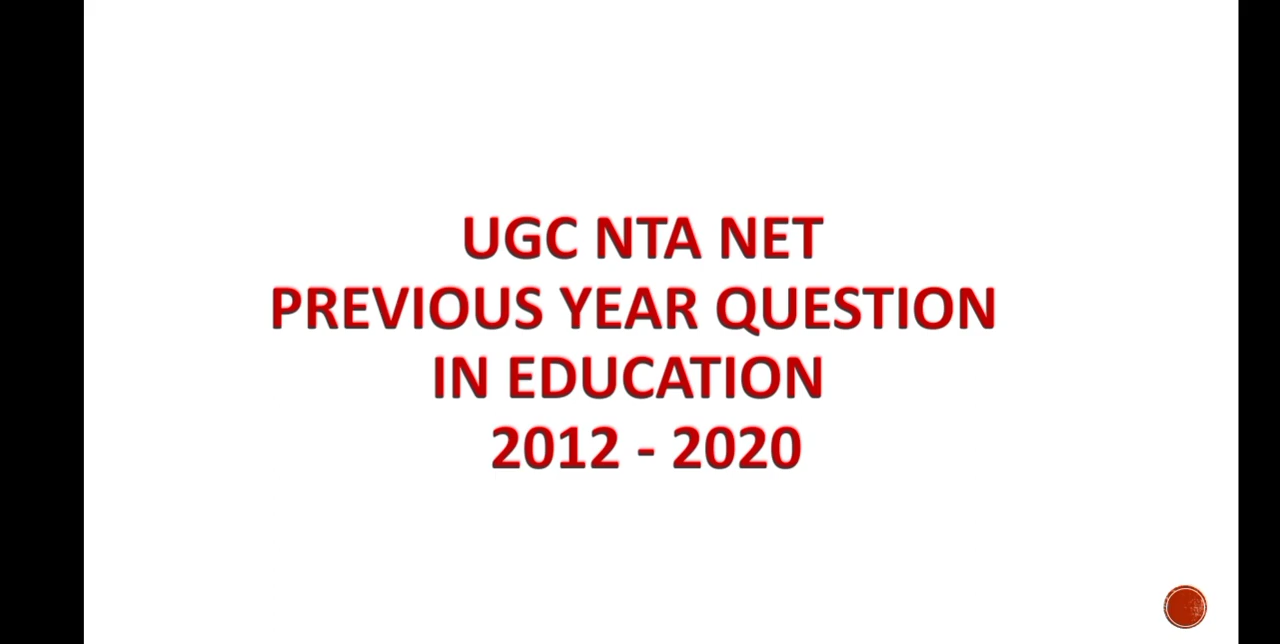 UGC NTA NET
PREVIOUS YEAR QUESTION
IN EDUCATION
2012 - 2020